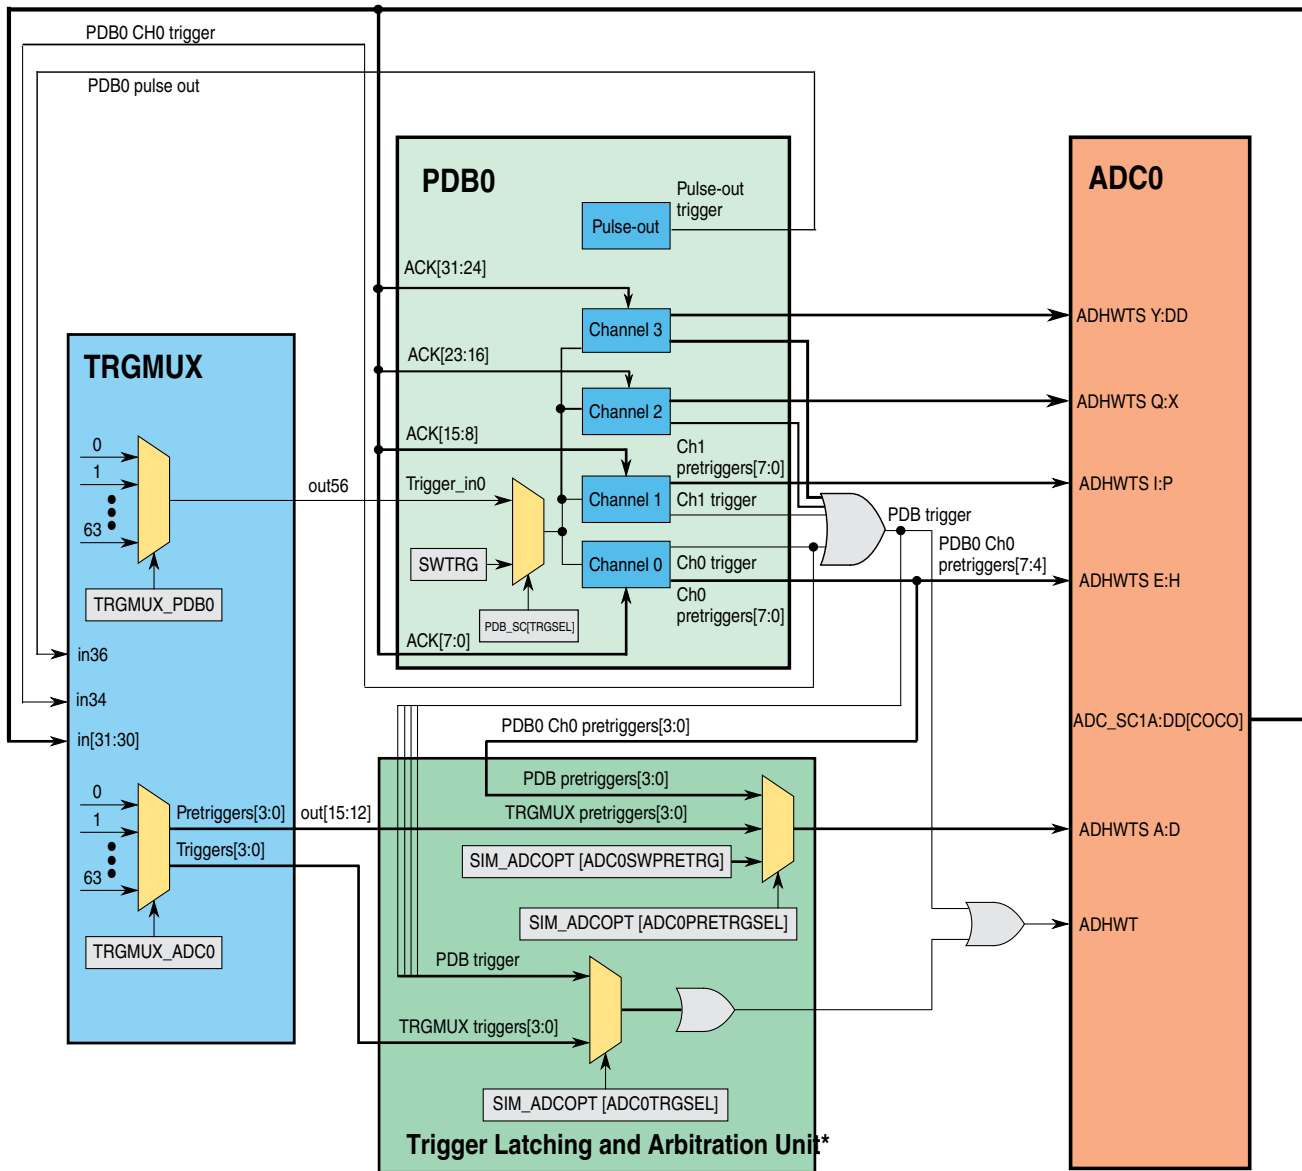 PDB0 CH0 trigger
PDB0 pulse out
PDB0
Pulse-out
trigger
Pulse-out
ACK[31:24]
Channel 3
ACK[23:16]
Channel 2
ACK[15:8]
Ch1
pretriggers[7:0]
Trigger_in0
Channel 1
Ch1 trigger
SWTRG
Channel 0
Ch0 trigger
Ch0
pretriggers[7:0]
PDB_SC[TRGSEL]
ACK[7:0]
PDB trigger
PDB0 Ch0
pretriggers[7:4]
ADC0
ADHWTS Y:DD
ADHWTS Q:X
ADHWTS I:P
ADHWTS E:H
ADC_SC1A:DD[COCO]
ADHWTS A:D
ADHWT
TRGMUX
0
1
63
out56
TRGMUX_PDB0
in36
in34
in[31:30]
0
1
63
Pretriggers[3:0]
out[15:12]
Triggers[3:0]
TRGMUX_ADC0
PDB0 Ch0 pretriggers[3:0]
PDB pretriggers[3:0]
TRGMUX pretriggers[3:0]
SIM_ADCOPT [ADC0SWPRETRG]
SIM_ADCOPT [ADC0PRETRGSEL]
PDB trigger
TRGMUX triggers[3:0]
SIM_ADCOPT [ADC0TRGSEL]
Trigger Latching and Arbitration Unit*